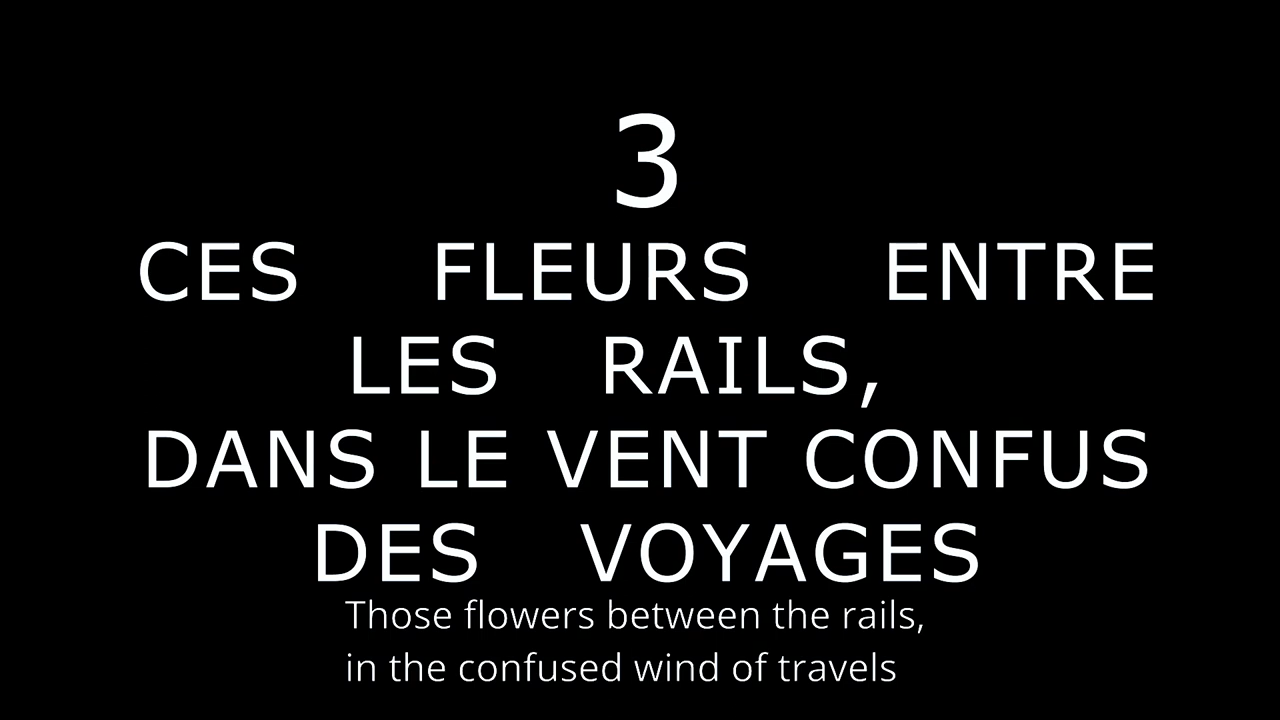 3
CES FLEURS ENTRE
LES RAILS,
DANS LE VENT CONFUS
DES VOYAGES
Those flowers between the rails,
in the confused wind of travels